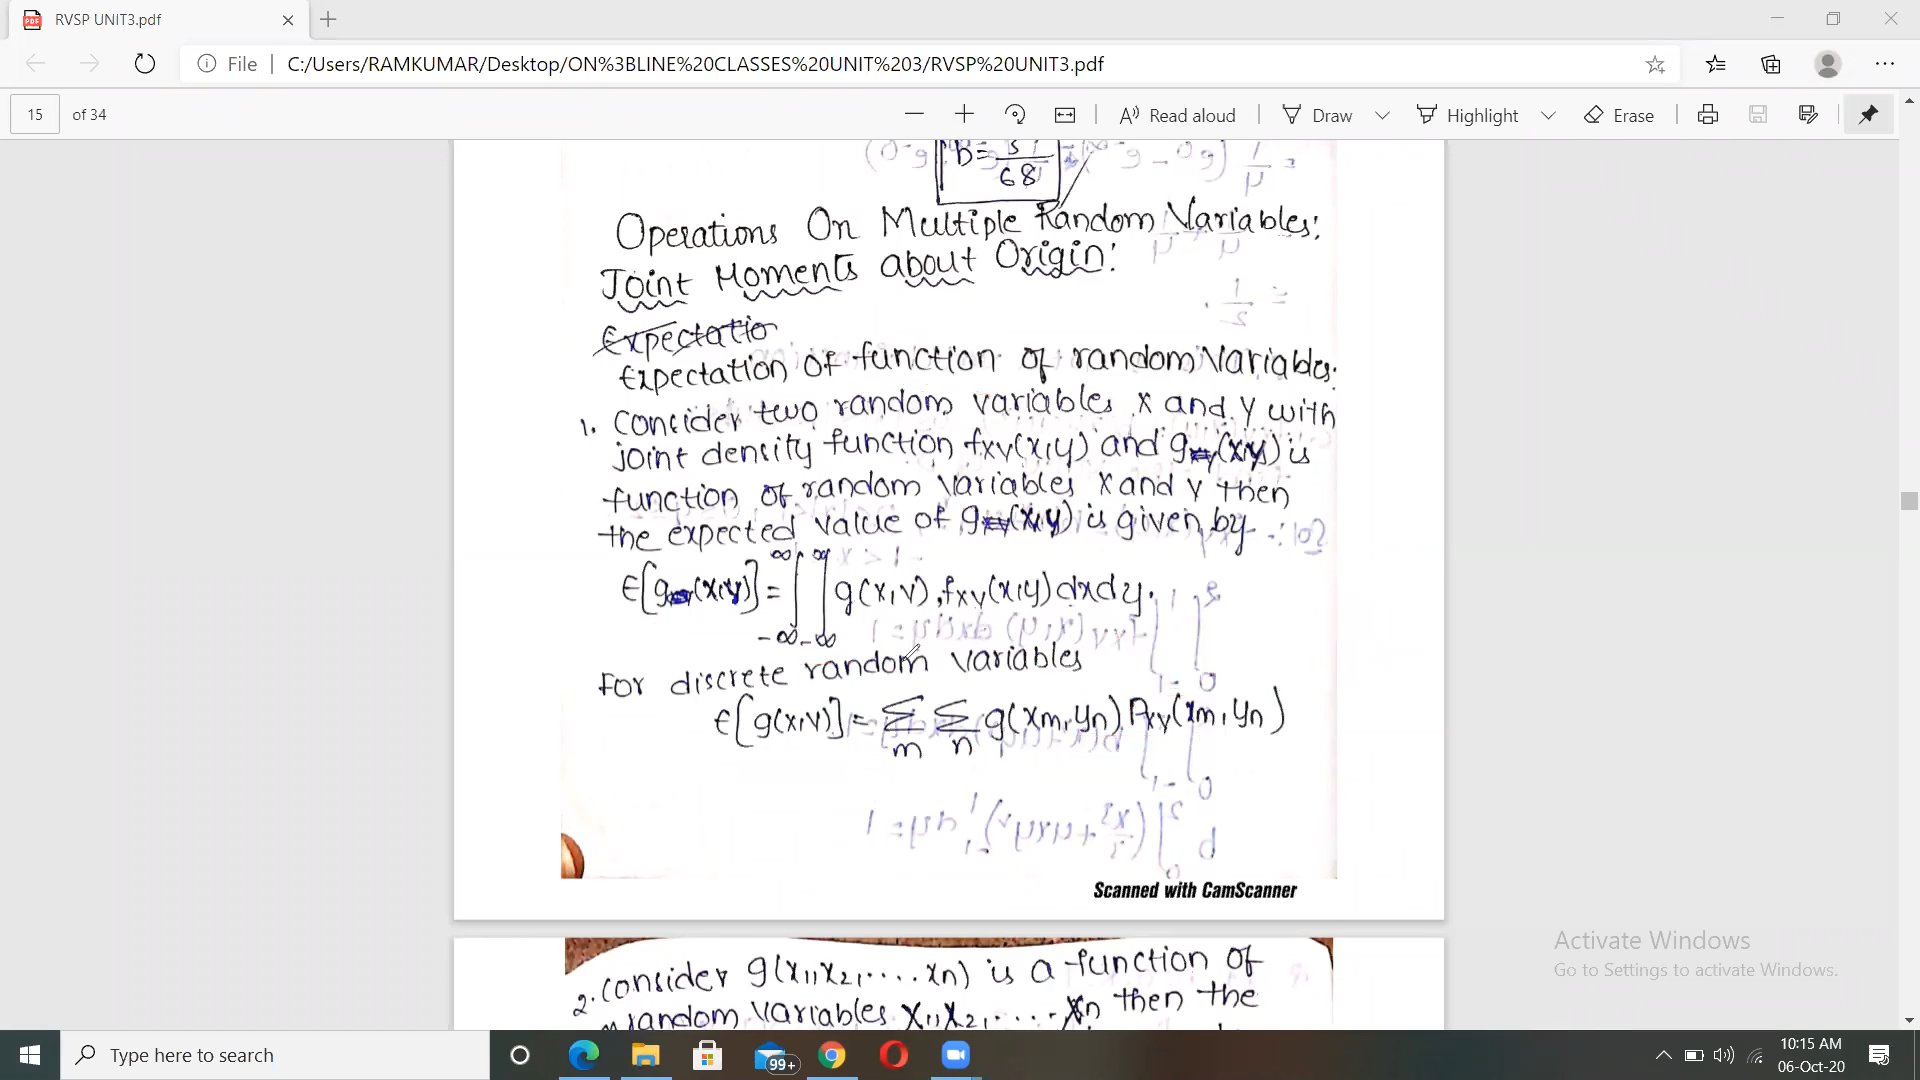 RVSP UNIT3.pdf
File | C:/Users/RAMKUMAR/Desktop/ON%3BLINE%20CLASSES%20UNIT%203/RVSP%20UNIT3.pdf
15 of 34
Read aloud
Draw
Highlight
Erase
68
Operations On Multiple Random Variables:
Joint Moments about Origin:
Expectatio
Expectation of function of random Variables:
1. Consider two random variables X and Y with
joint density function fxy(x,y) and g(x,y) is
function of random variables X and Y then
the expected value of g(x,y) is given by
E[g(x,y)] = ∫∞-∞ ∫∞-∞ g(x,y).fxy(x,y) dxdy.
For discrete random variables
E[g(x,y)] = Σm Σn g(xm,yn) Pxy(xm,yn)
Scanned with CamScanner
2. Consider g(x1,x2,....xn) is a function of
n random variables X1,X2,....Xn then the
Activate Windows
Go to Settings to activate Windows.
Type here to search
99+
10:15 AM
06-Oct-20